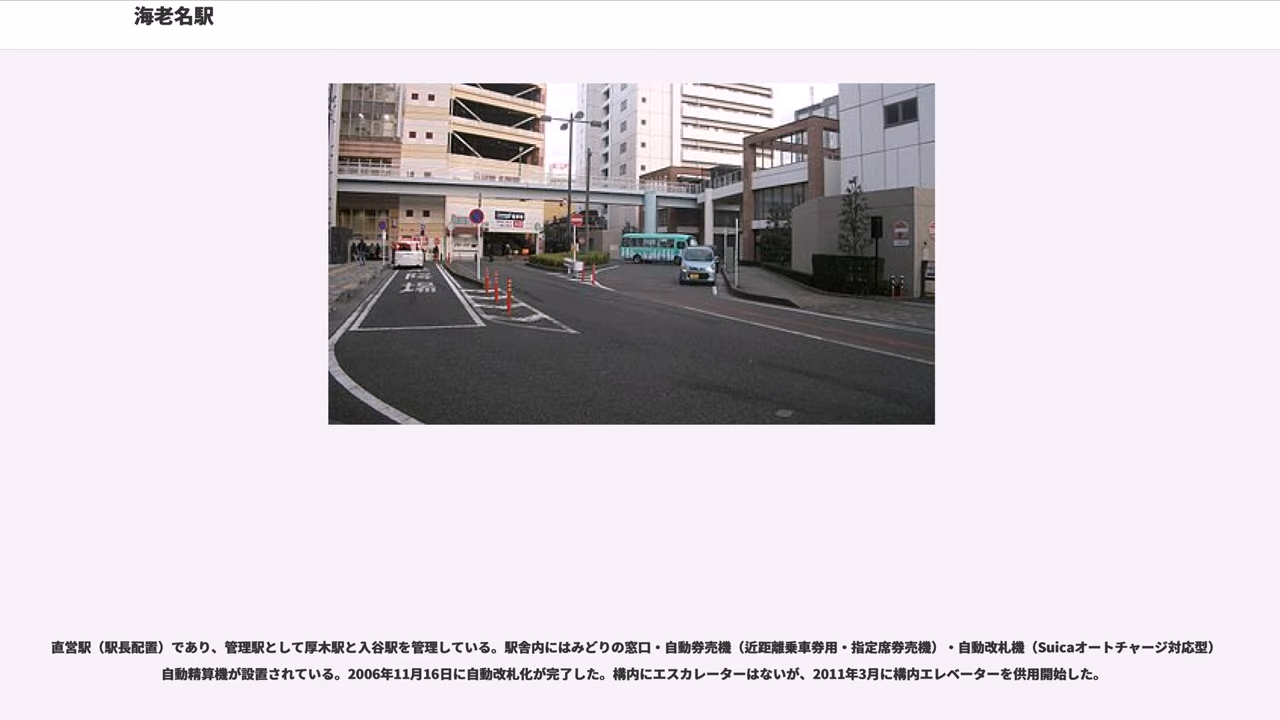 海老名駅
降
場
直営駅（駅長配置）であり、管理駅として厚木駅と入谷駅を管理している。駅舎内にはみどりの窓口・自動券売機（近距離乗車券用・指定席券売機）・自動改札機（Suicaオートチャージ対応型）
自動精算機が設置されている。2006年11月16日に自動改札化が完了した。構内にエスカレーターはないが、2011年3月に構内エレベーターを供用開始した。